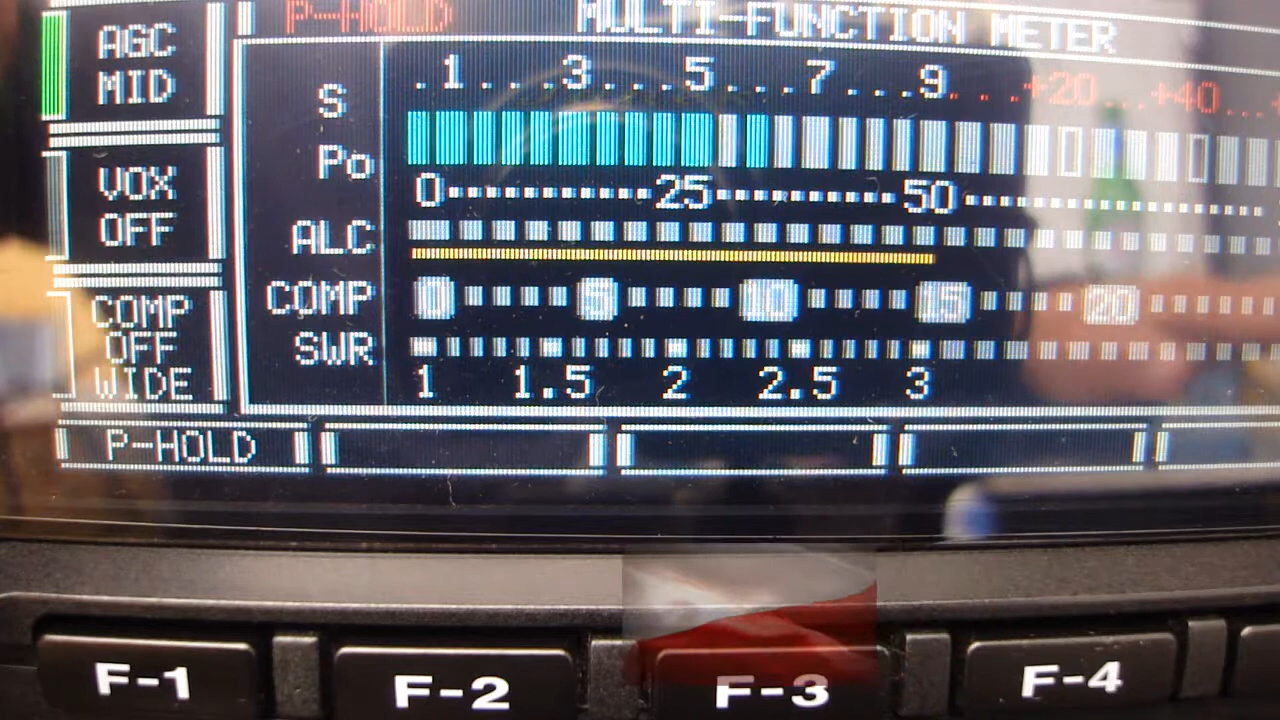 P-HOLD MULTI-FUNCTION METER
AGC
MID
S .1...3...5...7...9...+20...+40...
VOX
OFF
Po 0 25 50
ALC
COMP
OFF
WIDE
COMP 0 5 10 15 20
SWR 1 1.5 2 2.5 3
P-HOLD
F-1 F-2 F-3 F-4